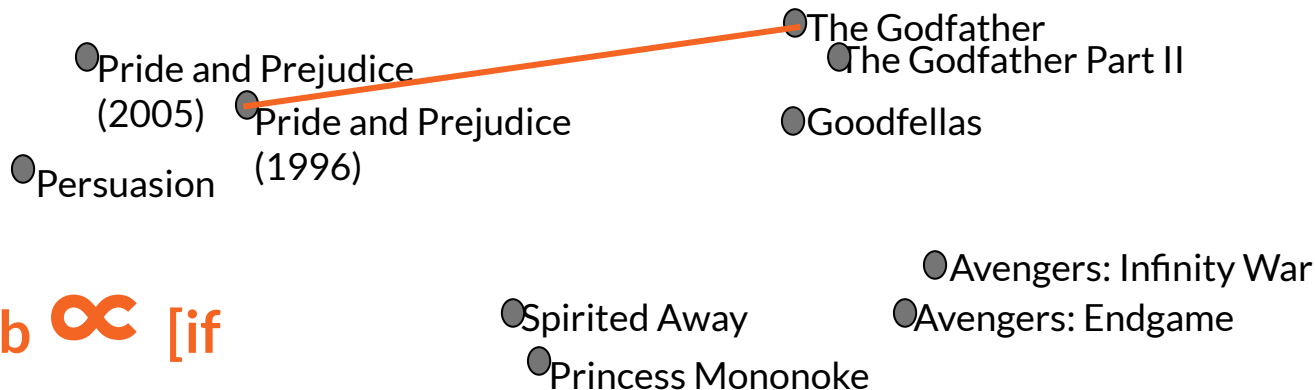 The Godfather
The Godfather Part II
Pride and Prejudice
(2005)
Pride and Prejudice
(1996)
Goodfellas
Persuasion
Avengers: Infinity War
b ∝ [if
Spirited Away
Avengers: Endgame
Princess Mononoke